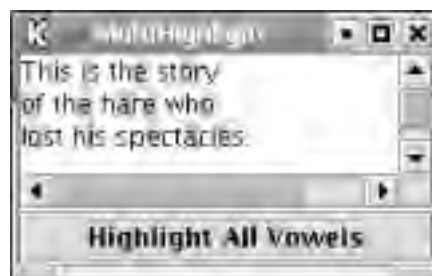 This is the story
of the hare who
lost his spectacles.
Highlight All Vowels